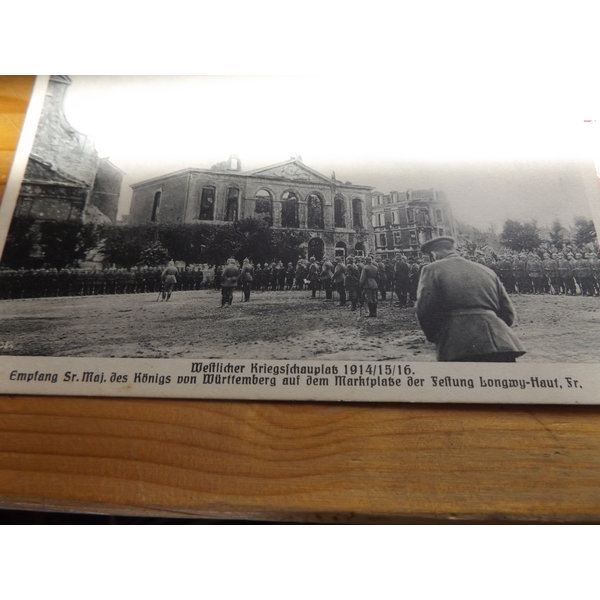 Westlicher Kriegsschauplatz 1914/15/16.
Empfang Sr. Maj. des Königs von Württemberg auf dem Marktplatze der Festung Longwy-Haut, Fr.